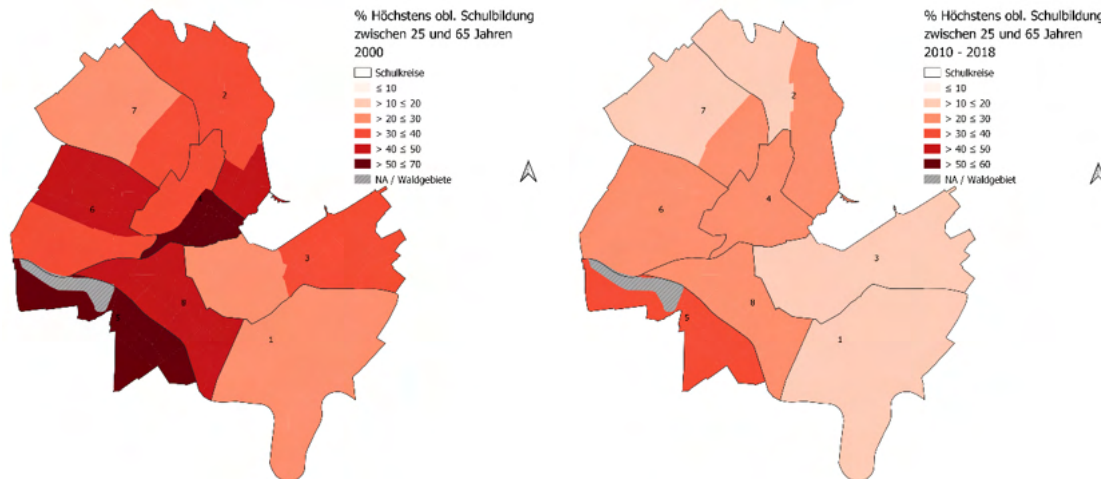 % Höchstens obl. Schulbildung
zwischen 25 und 65 Jahren
2000
Schulkreise
≤ 10
> 10 ≤ 20
> 20 ≤ 30
> 30 ≤ 40
> 40 ≤ 50
> 50 ≤ 70
NA / Waldgebiete
7
2
6
4
3
8
5
1
% Höchstens obl. Schulbildung
zwischen 25 und 65 Jahren
2010 - 2018
Schulkreise
≤ 10
> 10 ≤ 20
> 20 ≤ 30
> 30 ≤ 40
> 40 ≤ 50
> 50 ≤ 60
NA / Waldgebiet
7
2
6
4
3
8
5
1